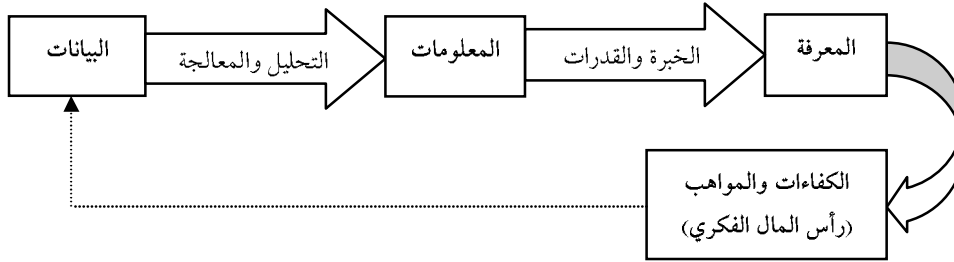 البيانات
التحليل والمعالجة
المعلومات
الخبرة والقدرات
المعرفة
الكفاءات والمواهب
(رأس المال الفكري)